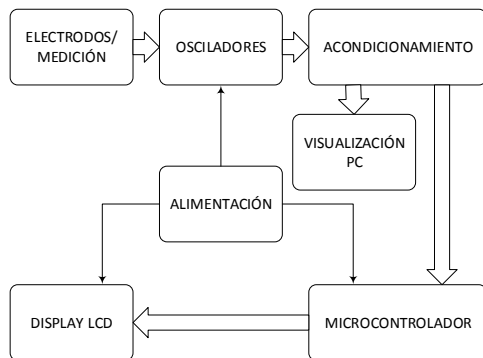 ELECTRODOS/
MEDICIÓN
OSCILADORES
ACONDICIONAMIENTO
VISUALIZACIÓN
PC
ALIMENTACIÓN
DISPLAY LCD
MICROCONTROLADOR